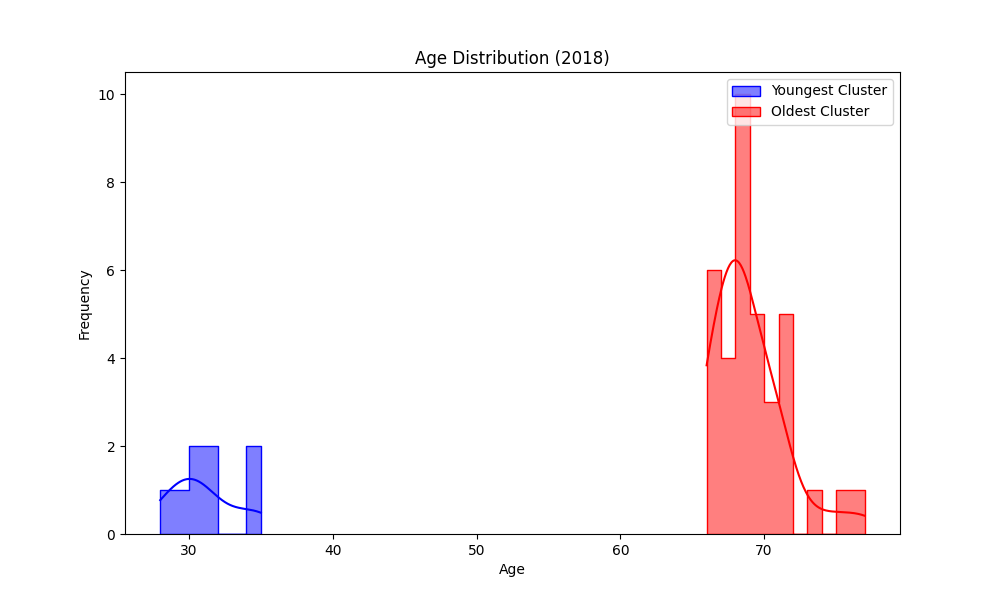 Age Distribution (2018)
Youngest Cluster
Oldest Cluster
Frequency
10
8
6
4
2
0
30 40 50 60 70
Age